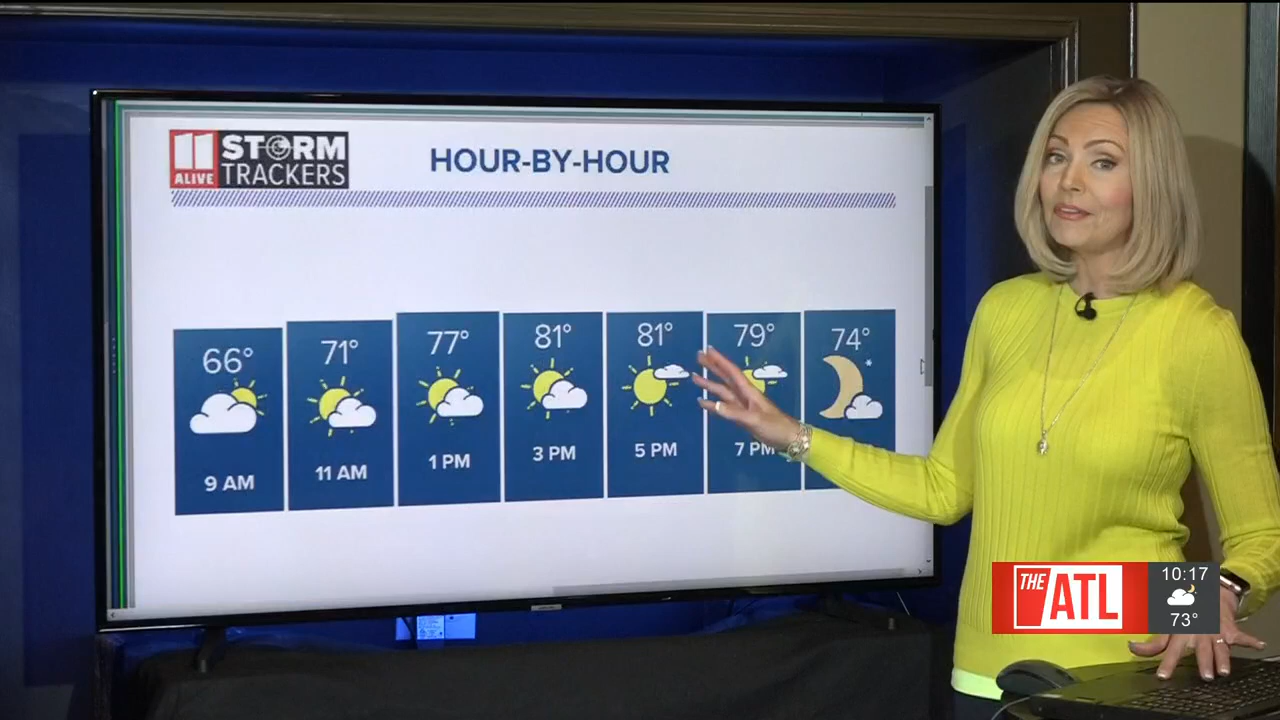 11
ALIVE
STORM
TRACKERS
HOUR-BY-HOUR
66° 71° 77° 81° 81° 79° 74°
9 AM 11 AM 1 PM 3 PM 5 PM 7 PM
THE ATL
10:17
73°